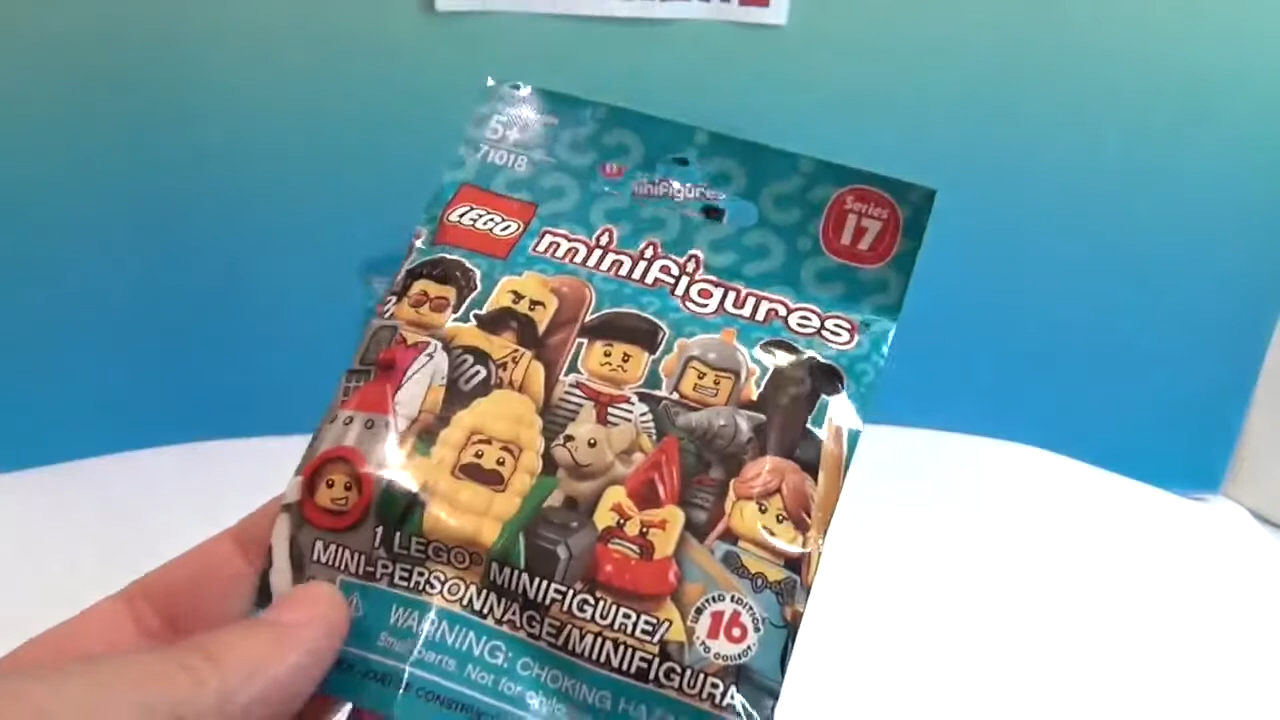 5+
71018
minifigures
Series
17
LEGO
minifigures
00
1 LEGO® MINIFIGURE/
MINI-PERSONNAGE/MINIFIGURA
LIMITED EDITION
16
TO COLLECT
WARNING: CHOKING HA
Small parts. Not for